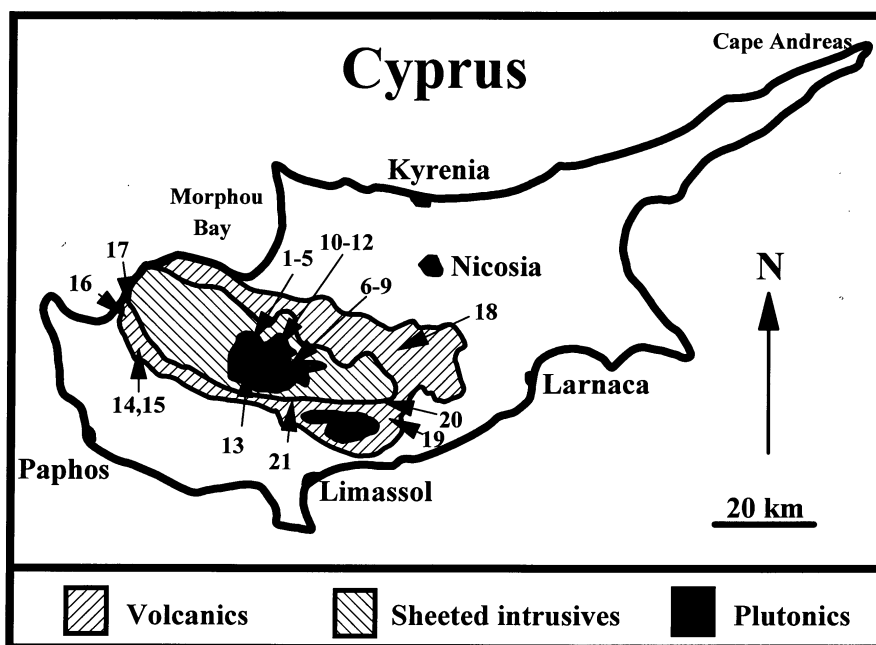 Cape Andreas
Cyprus
Kyrenia
Morphou
Bay
10-12
1-5
17
Nicosia
N
16
6-9
18
Larnaca
14,15
20
13
21
19
Paphos
Limassol
20 km
Volcanics
Sheeted intrusives
Plutonics